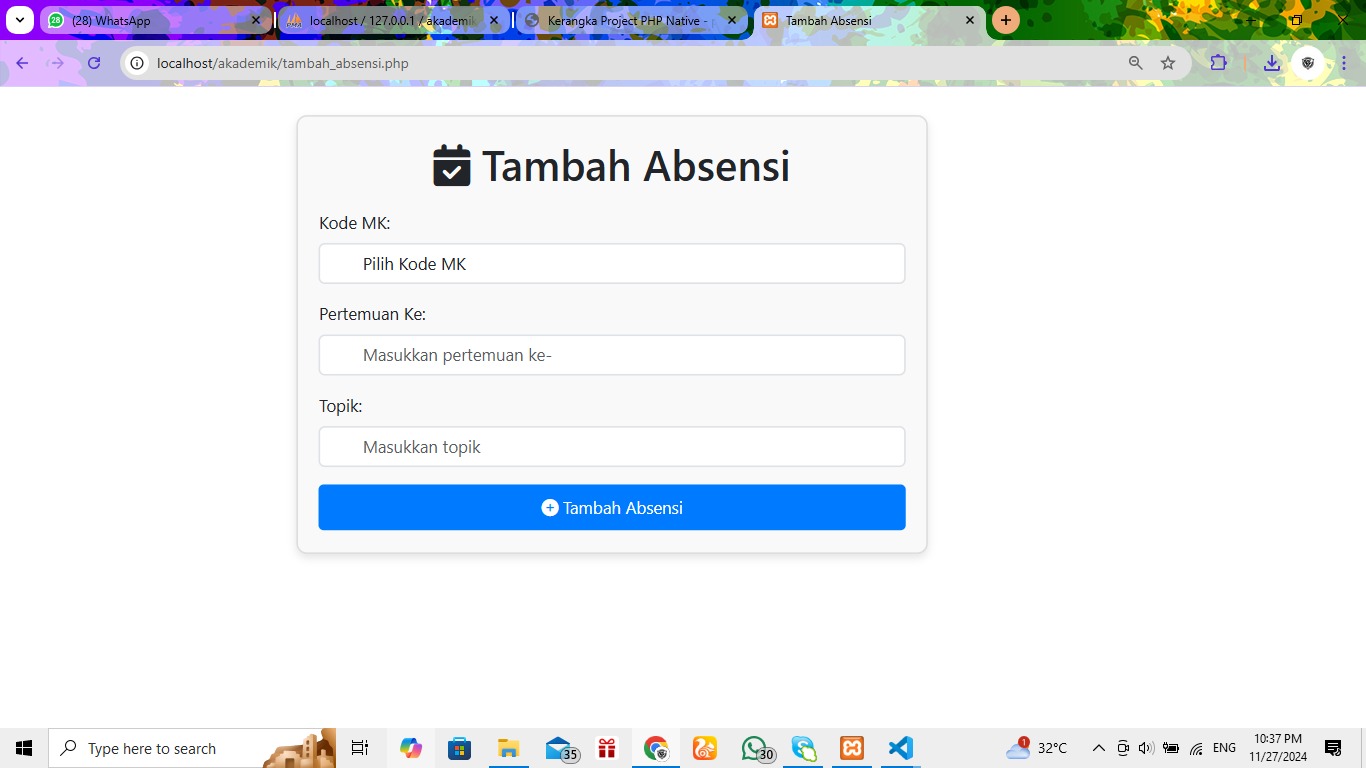 (28) WhatsApp
localhost / 127.0.0.1 / akademik
Kerangka Project PHP Native -
Tambah Absensi
localhost/akademik/tambah_absensi.php
Tambah Absensi
Kode MK:
Pilih Kode MK
Pertemuan Ke:
Masukkan pertemuan ke-
Topik:
Masukkan topik
Tambah Absensi
Type here to search
35
30
1
32°C
ENG
10:37 PM
11/27/2024